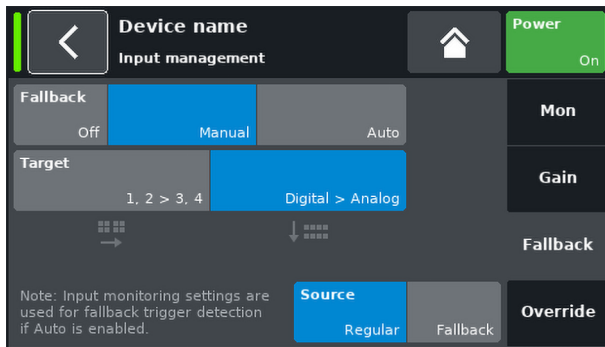 Device name
Input management
Power
On
Fallback
Off
Manual
Auto
Mon
Target
1, 2 > 3, 4
Digital > Analog
Gain
Fallback
Note: Input monitoring settings are
used for fallback trigger detection
if Auto is enabled.
Source
Regular
Fallback
Override